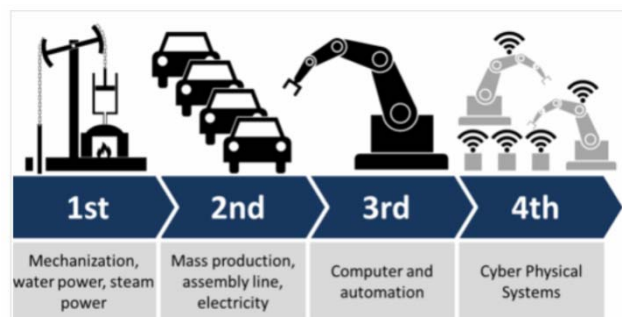 1st
2nd
3rd
4th
Mechanization,
water power, steam
power
Mass production,
assembly line,
electricity
Computer and
automation
Cyber Physical
Systems